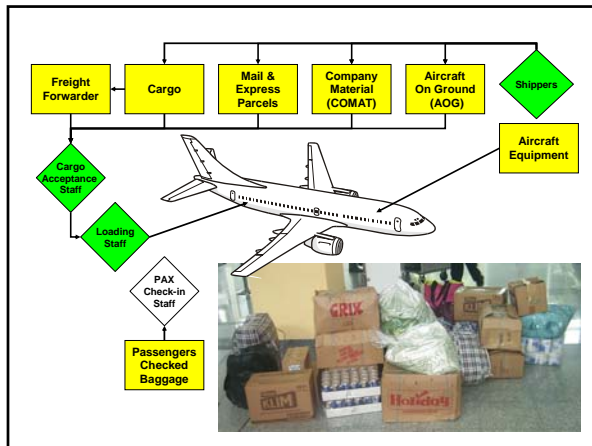 Freight
Forwarder
Cargo
Mail &
Express
Parcels
Company
Material
(COMAT)
Aircraft
On Ground
(AOG)
Shippers
Aircraft
Equipment
Cargo
Acceptance
Staff
Loading
Staff
PAX
Check-in
Staff
Passengers
Checked
Baggage
GRIX
KLIM
Holiday